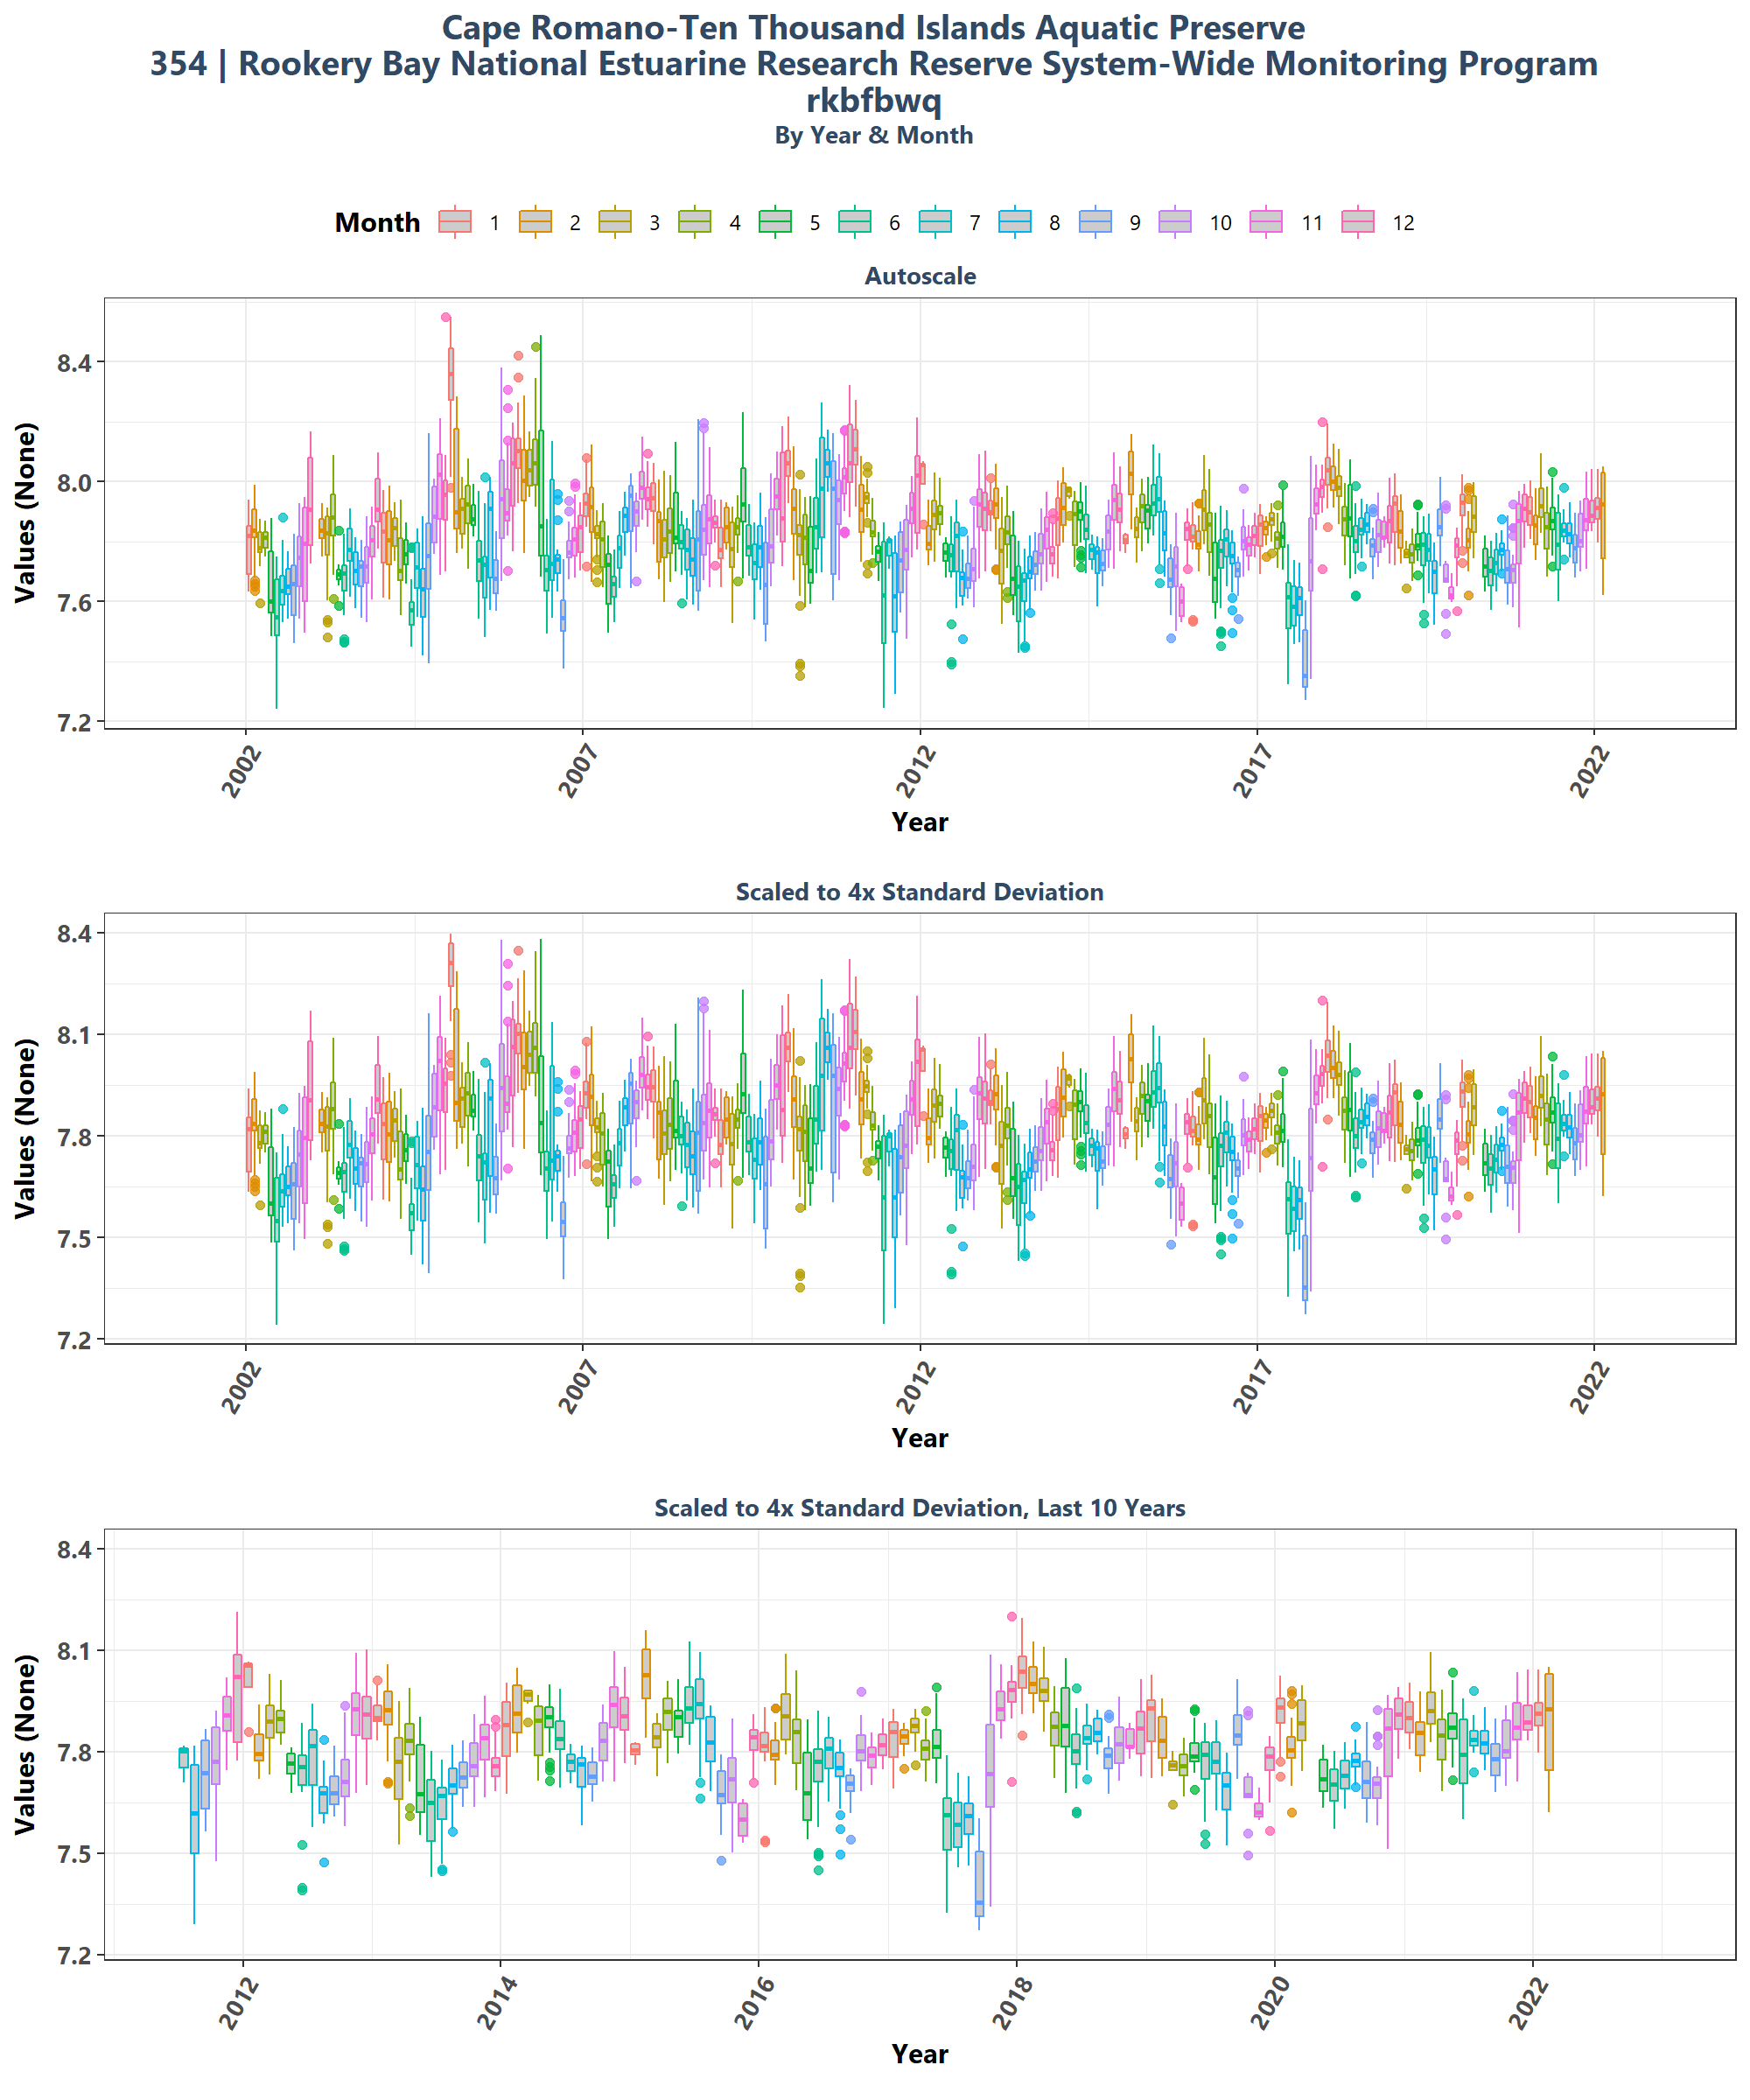 Cape Romano-Ten Thousand Islands Aquatic Preserve
354 | Rookery Bay National Estuarine Research Reserve System-Wide Monitoring Program
rkbfbwq
By Year & Month
Month 1 2 3 4 5 6 7 8 9 10 11 12
Autoscale
Values (None)
8.4
8.0
7.6
7.2
2002 2007 2012 2017 2022
Year
Scaled to 4x Standard Deviation
Values (None)
8.4
8.1
7.8
7.5
7.2
2002 2007 2012 2017 2022
Year
Scaled to 4x Standard Deviation, Last 10 Years
Values (None)
8.4
8.1
7.8
7.5
7.2
2012 2014 2016 2018 2020 2022
Year